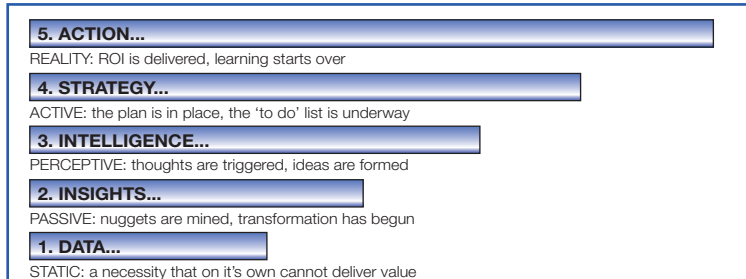 5. ACTION...
REALITY: ROI is delivered, learning starts over
4. STRATEGY...
ACTIVE: the plan is in place, the ‘to do’ list is underway
3. INTELLIGENCE...
PERCEPTIVE: thoughts are triggered, ideas are formed
2. INSIGHTS...
PASSIVE: nuggets are mined, transformation has begun
1. DATA...
STATIC: a necessity that on it’s own cannot deliver value